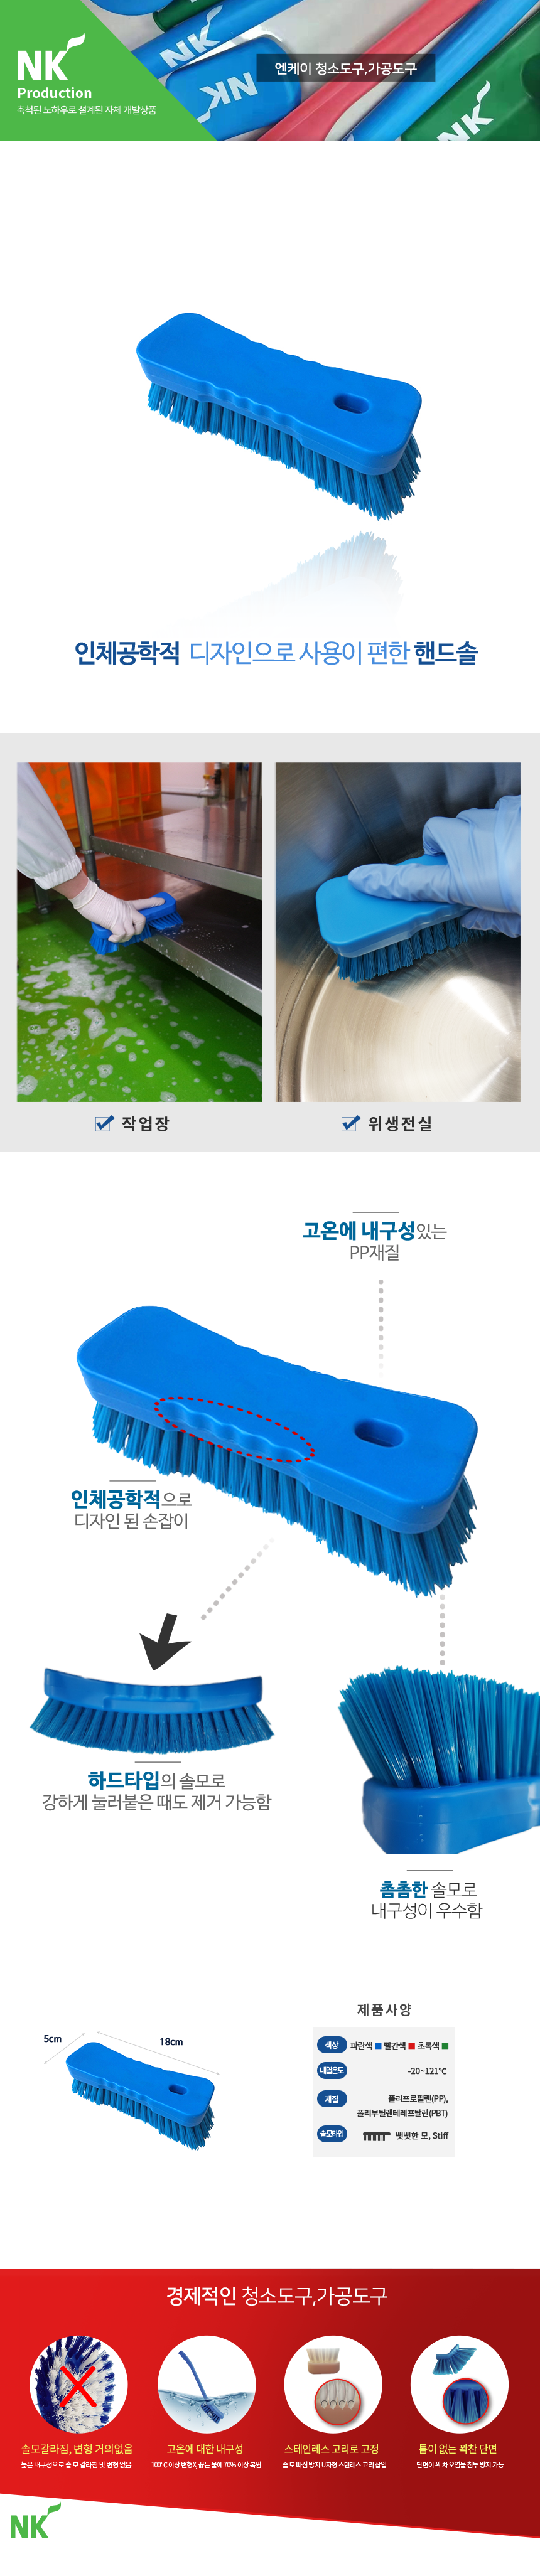 NK
Production
축척된 노하우로 설계된 자체 개발상품
NK
NK
NK
엔케이 청소도구,가공도구
인체공학적 디자인으로 사용이 편한 핸드솔
작업장
위생전실
고온에 내구성있는
PP재질
인체공학적으로
디자인 된 손잡이
하드타입의 솔모로
강하게 눌러붙은 때도 제거 가능함
촘촘한 솔모로
내구성이 우수함
5cm
18cm
제품사양
색상 파란색 빨간색 초록색
내열온도 -20~121℃
재질 폴리프로필렌(PP),
폴리부틸렌테레프탈렌(PBT)
솔모타입 뻣뻣한 모, Stiff
경제적인 청소도구,가공도구
솔모갈라짐, 변형 거의없음
높은 내구성으로 솔 모 갈라짐 및 변형 없음
고온에 대한 내구성
100℃ 이상 변형X, 끓는 물에 70% 이상 복원
스테인레스 고리로 고정
솔 모 빠짐 방지 U자형 스텐레스 고리 삽입
틈이 없는 꽉찬 단면
단면이 꽉 차 오염물 침투 방지 가능
NK